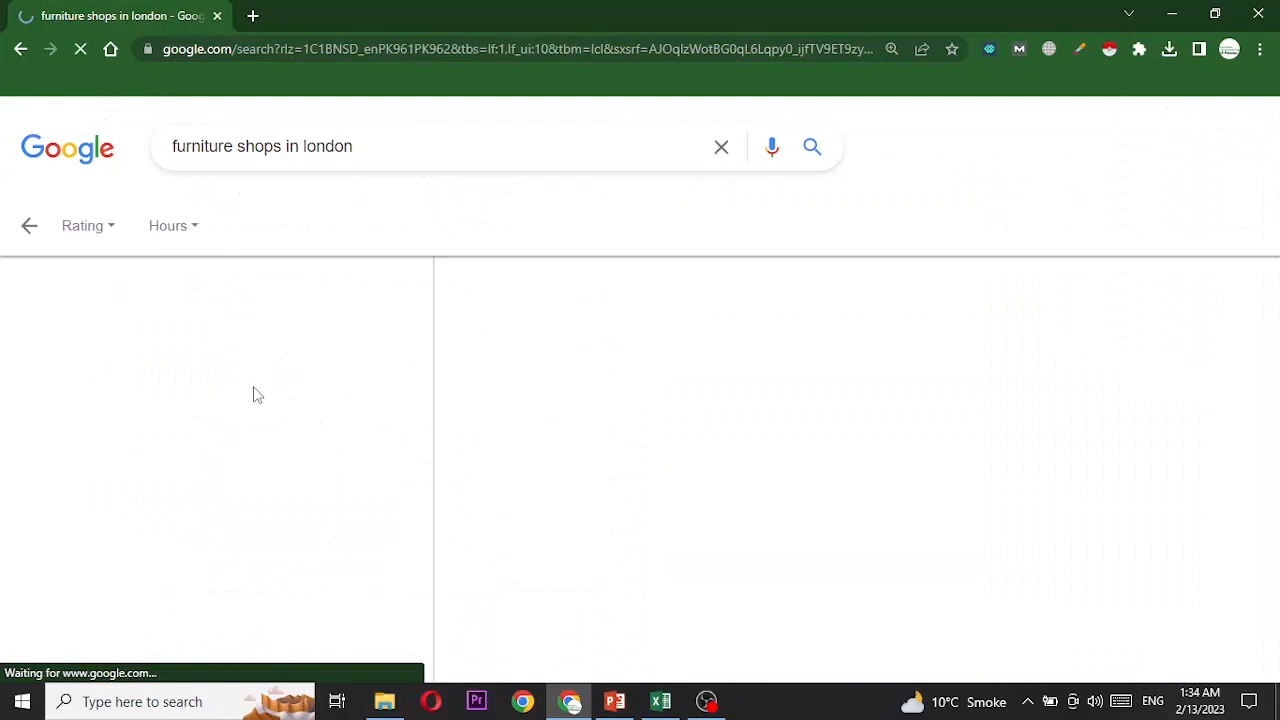 furniture shops in london - Goog
google.com/search?rlz=1C1BNSD_enPK961PK962&tbs=lf:1,lf_ui:10&tbm=lcl&sxsrf=AJOqlzWotBG0qL6Lqpy0_ijfTV9ET9zy...
Google
furniture shops in london
Rating
Hours
Waiting for www.google.com...
Type here to search
Pr
10°C Smoke
ENG
1:34 AM
2/13/2023